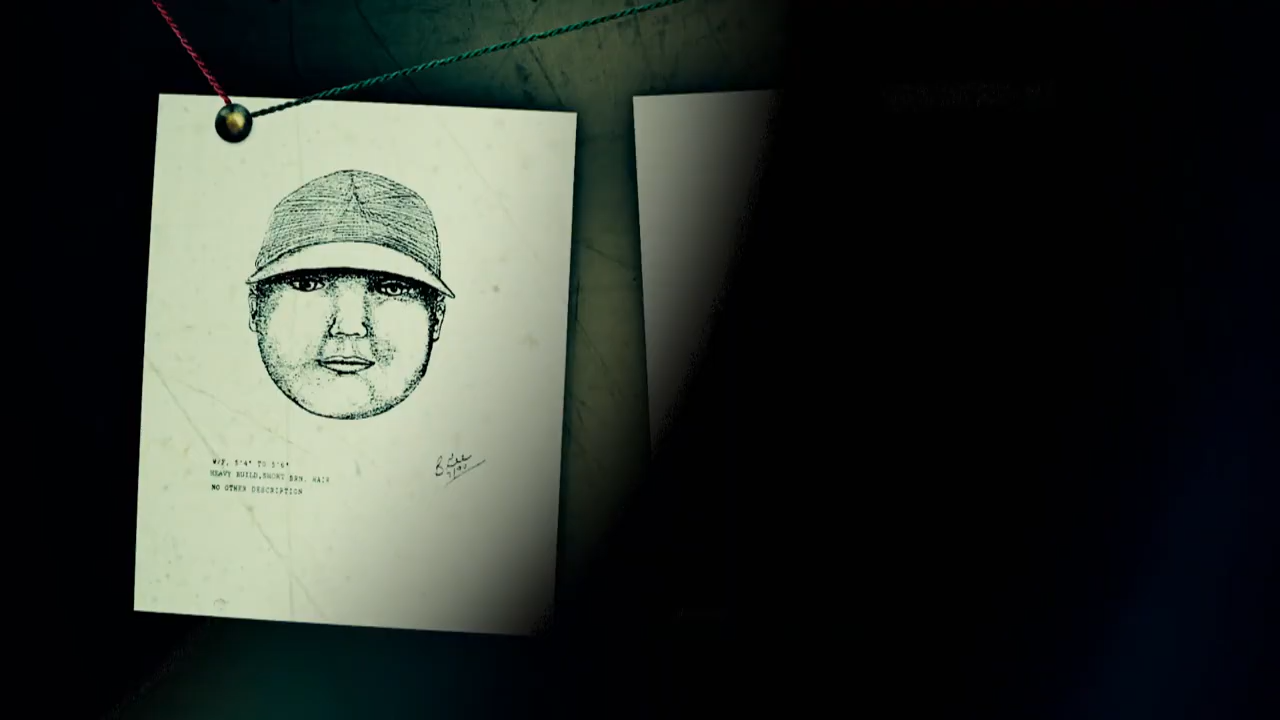 W/F, 5'4" TO 5'6"
HEAVY BUILD, SHORT BRN. HAIR
NO OTHER DESCRIPTION